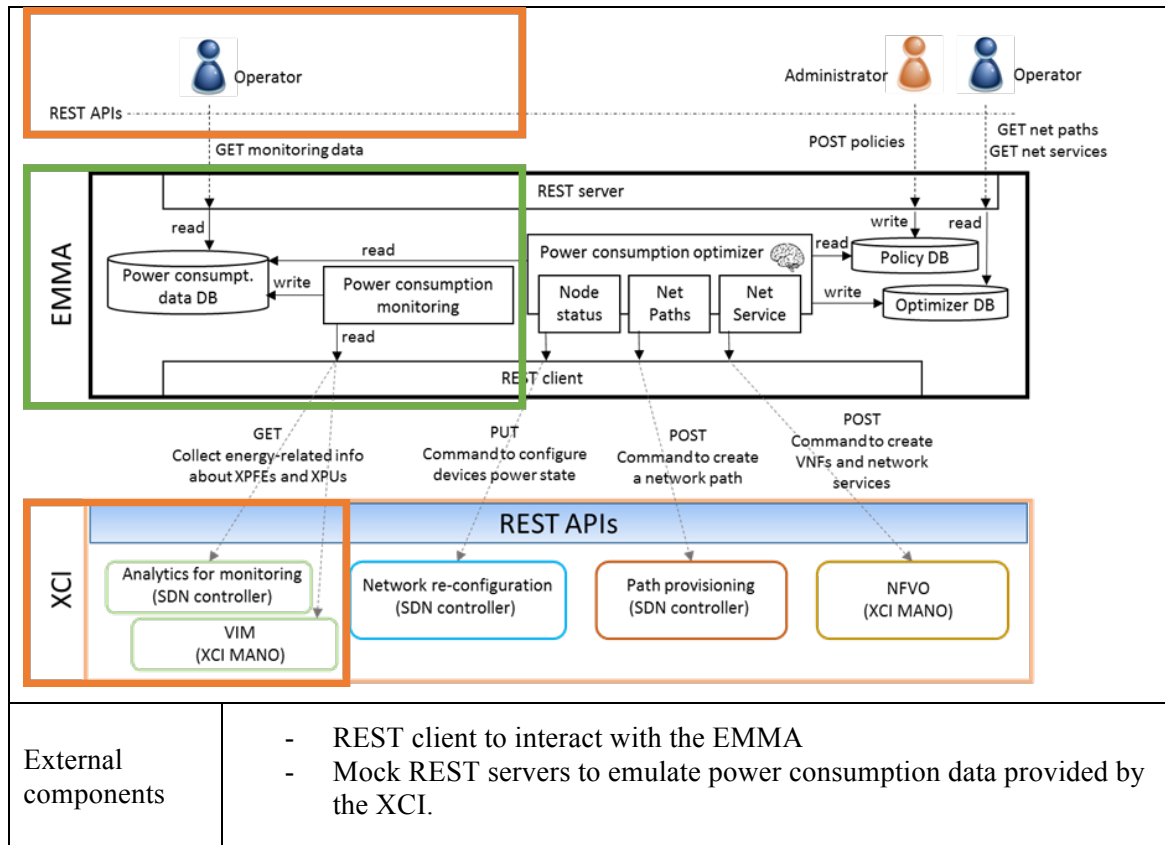 Operator
Administrator
Operator
REST APIs
GET monitoring data
POST policies
GET net paths
GET net services
EMMA
REST server
read
write
read
Power consumpt.
data DB
read
write
Power consumption
monitoring
read
Power consumption optimizer
Node
status
Net
Paths
Net
Service
read
Policy DB
write
Optimizer DB
REST client
GET
Collect energy-related info
about XPFEs and XPUs
PUT
Command to configure
devices power state
POST
Command to create
a network path
POST
Command to create
VNFs and network
services
XCI
REST APIs
Analytics for monitoring
(SDN controller)
VIM
(XCI MANO)
Network re-configuration
(SDN controller)
Path provisioning
(SDN controller)
NFVO
(XCI MANO)
External
components
- REST client to interact with the EMMA
- Mock REST servers to emulate power consumption data provided by
the XCI.